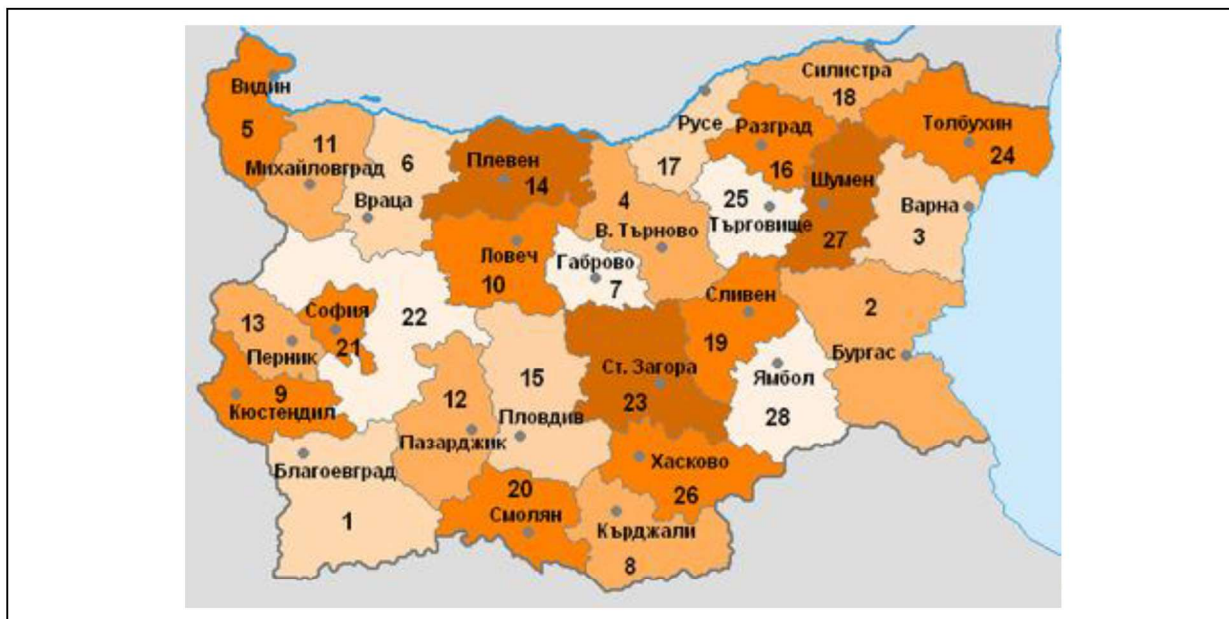 Видин
5
11
Михайловград
6
Враца
Плевен
14
4
В. Търново
Русе
17
Разград
16
Силистра
18
Толбухин
24
Шумен
27
25
Търговище
Варна
3
Ловеч
10
Габрово
7
Сливен
19
2
Бургас
13
Перник
София
21
22
9
Кюстендил
12
Пазарджик
15
Пловдив
Ст. Загора
23
Ямбол
28
Благоевград
1
20
Смолян
Хасково
26
Кърджали
8